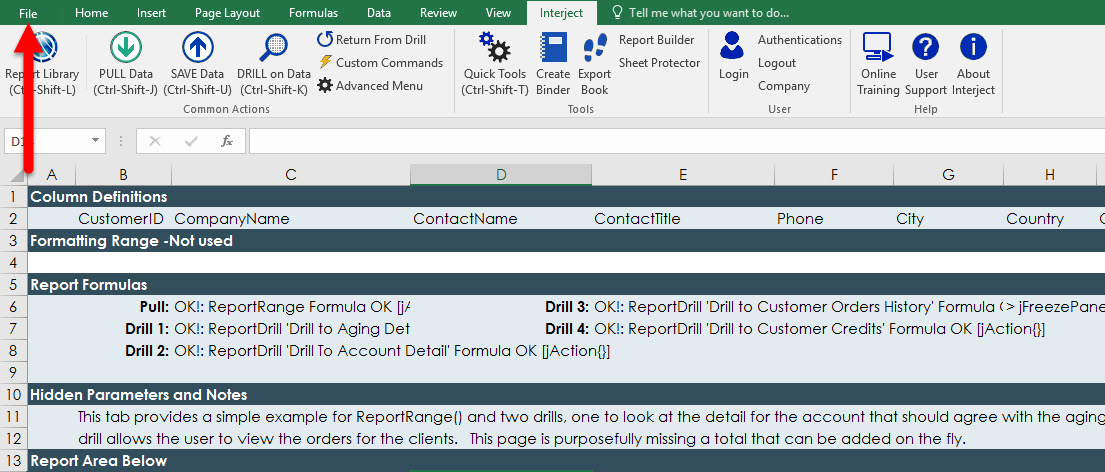 File Home Insert Page Layout Formulas Data Review View Interject Tell me what you want to do...
Report Library (Ctrl-Shift-L)
PULL Data (Ctrl-Shift-J)
SAVE Data (Ctrl-Shift-U)
DRILL on Data (Ctrl-Shift-K)
Return From Drill
Custom Commands
Advanced Menu
Common Actions
Quick Tools (Ctrl-Shift-T)
Create Binder
Export Book
Report Builder
Sheet Protector
Tools
Login
Authentications
Logout
Company
User
Online Training
User Support
About Interject
Help
fx
A B C D E F G H
1 Column Definitions
2 CustomerID CompanyName ContactName ContactTitle Phone City Country
3 Formatting Range -Not used
4
5 Report Formulas
6 Pull: OK!: ReportRange Formula OK [jA Drill 3: OK!: ReportDrill 'Drill to Customer Orders History' Formula > jFreezePane
7 Drill 1: OK!: ReportDrill 'Drill to Aging Det Drill 4: OK!: ReportDrill 'Drill to Customer Credits' Formula OK [jAction{}]
8 Drill 2: OK!: ReportDrill 'Drill To Account Detail' Formula OK [jAction{}]
9
10 Hidden Parameters and Notes
11 This tab provides a simple example for ReportRange() and two drills, one to look at the detail for the account that should agree with the aging
12 drill allows the user to view the orders for the clients. This page is purposefully missing a total that can be added on the fly.
13 Report Area Below